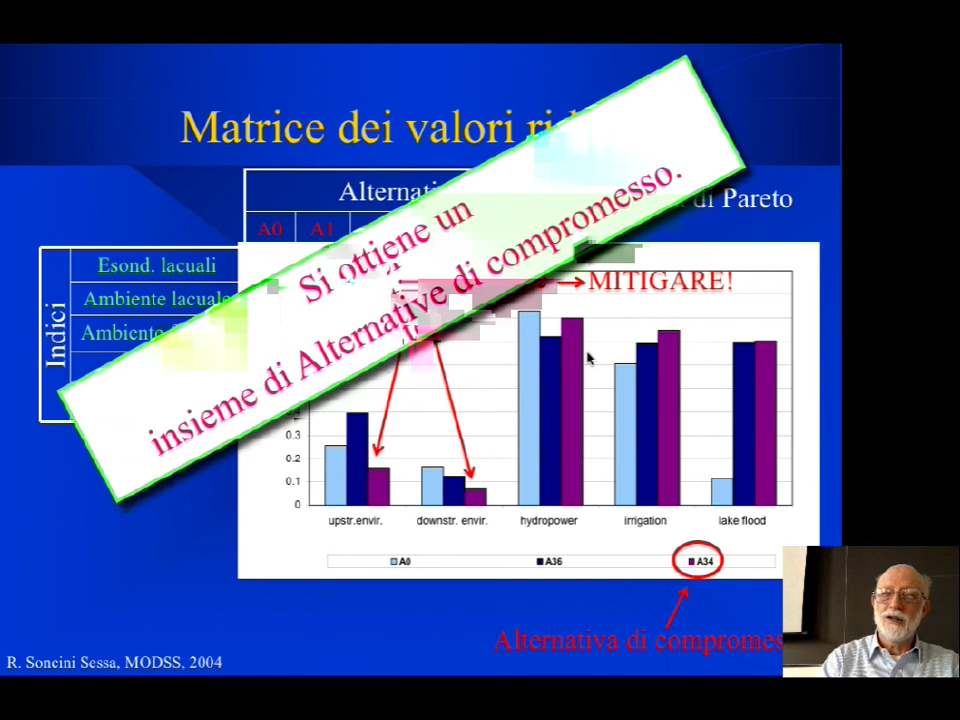 Matrice dei valori
Alternati
di Pareto
A0 A1
Indici
Esond. lacuali
Ambiente lacuale
Ambiente
Si ottiene un
insieme di Alternative di compromesso.
→MITIGARE!
0.3
0.2
0.1
0
upstr.envir. downstr. envir. hydropower irrigation lake flood
A0 A36 A34
Alternativa di compromes
R. Soncini Sessa, MODSS, 2004